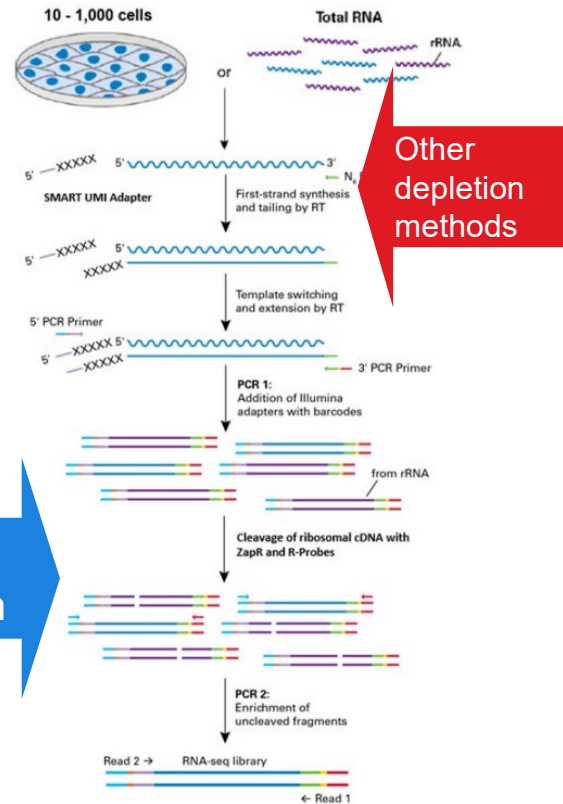 10 - 1,000 cells
Total RNA
rRNA
or
5' XXXXX
5'
3'
N₆
SMART UMI Adapter
First-strand synthesis
and tailing by RT
Other
depletion
methods
5' XXXXX
5'
XXXXX
Template switching
and extension by RT
5' PCR Primer
5' XXXXX 5'
XXXXX
3' PCR Primer
PCR 1:
Addition of Illumina
adapters with barcodes
from rRNA
Cleavage of ribosomal cDNA with
ZapR and R-Probes
PCR 2:
Enrichment of
uncleaved fragments
Read 2 → RNA-seq library
← Read 1